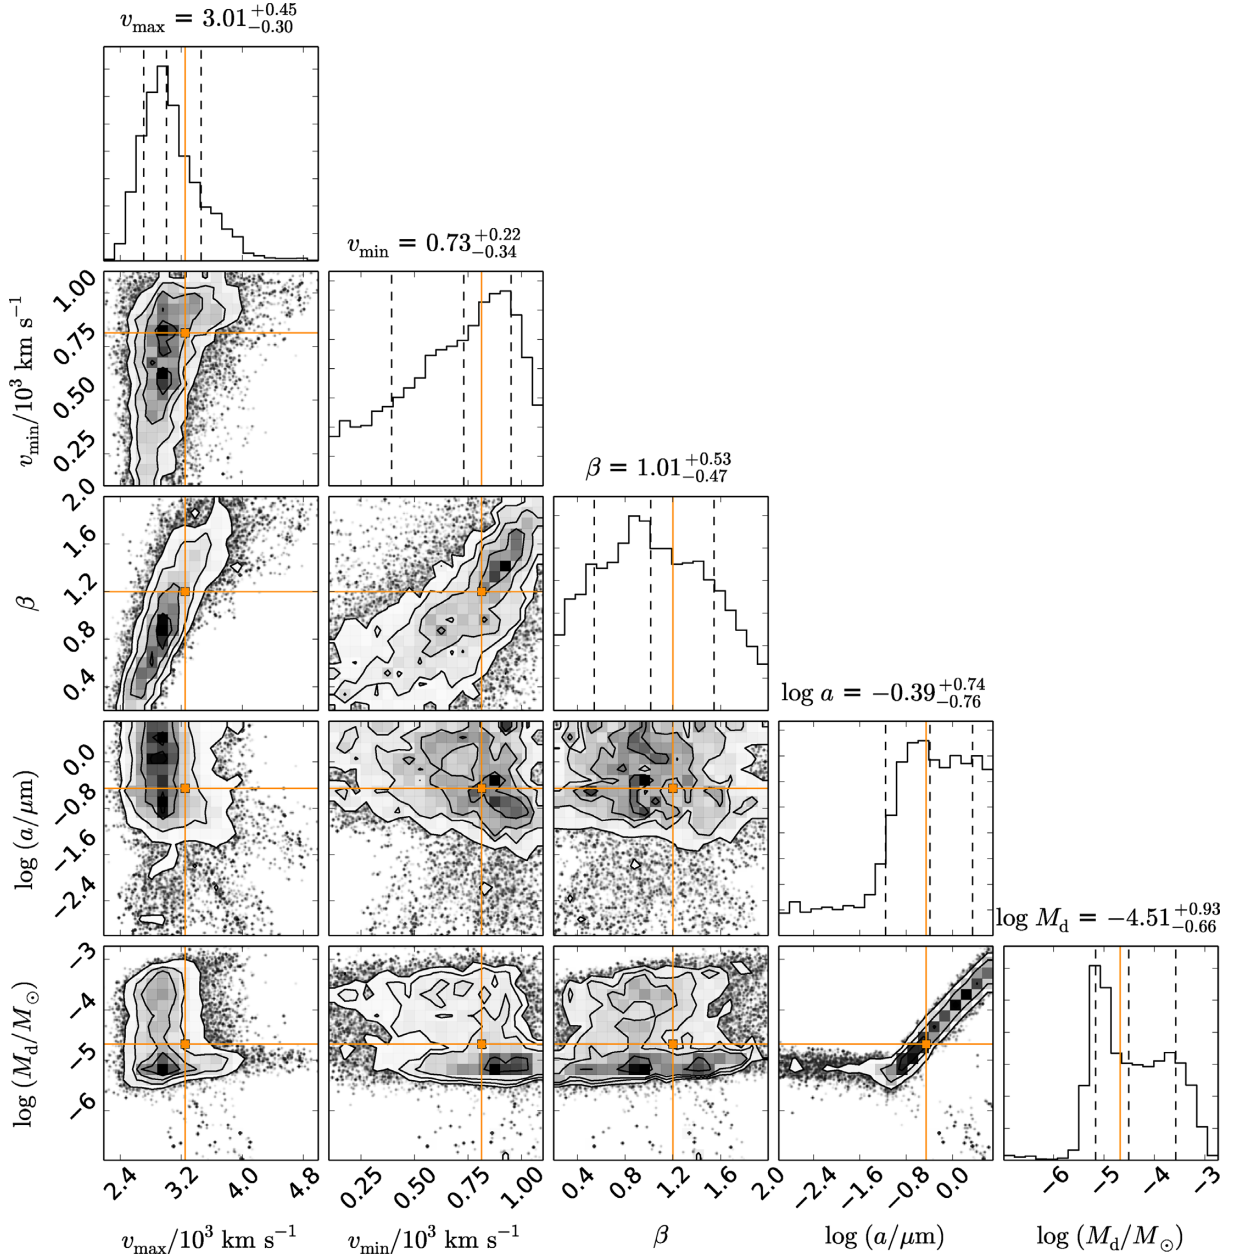 v_max = 3.01 +0.45 −0.30
v_min = 0.73 +0.22 −0.34
β = 1.01 +0.53 −0.47
log a = −0.39 +0.74 −0.76
log M_d = −4.51 +0.93 −0.66
v_min/10³ km s⁻¹
1.00
0.75
0.50
0.25
2.0
β
2.0
1.6
1.2
0.8
0.4
log (a/μm)
0.0
−0.8
−1.6
−2.4
log (M_d/M_⊙)
−3
−4
−5
−6
2.4 3.2 4.0 4.8
0.25 0.50 0.75 1.00
0.4 0.8 1.2 1.6 2.0
−2.4 −1.6 −0.8 0.0
−6 −5 −4 −3
v_max/10³ km s⁻¹
v_min/10³ km s⁻¹
β
log (a/μm)
log (M_d/M_⊙)